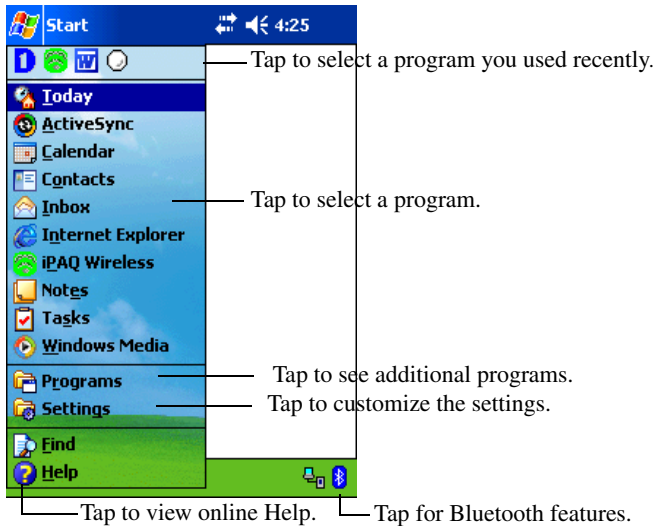 Start 4:25
Tap to select a program you used recently.
Today
ActiveSync
Calendar
Contacts
Inbox
Tap to select a program.
Internet Explorer
iPAQ Wireless
Notes
Tasks
Windows Media
Programs
Tap to see additional programs.
Settings
Tap to customize the settings.
Find
Help
Tap to view online Help.
Tap for Bluetooth features.